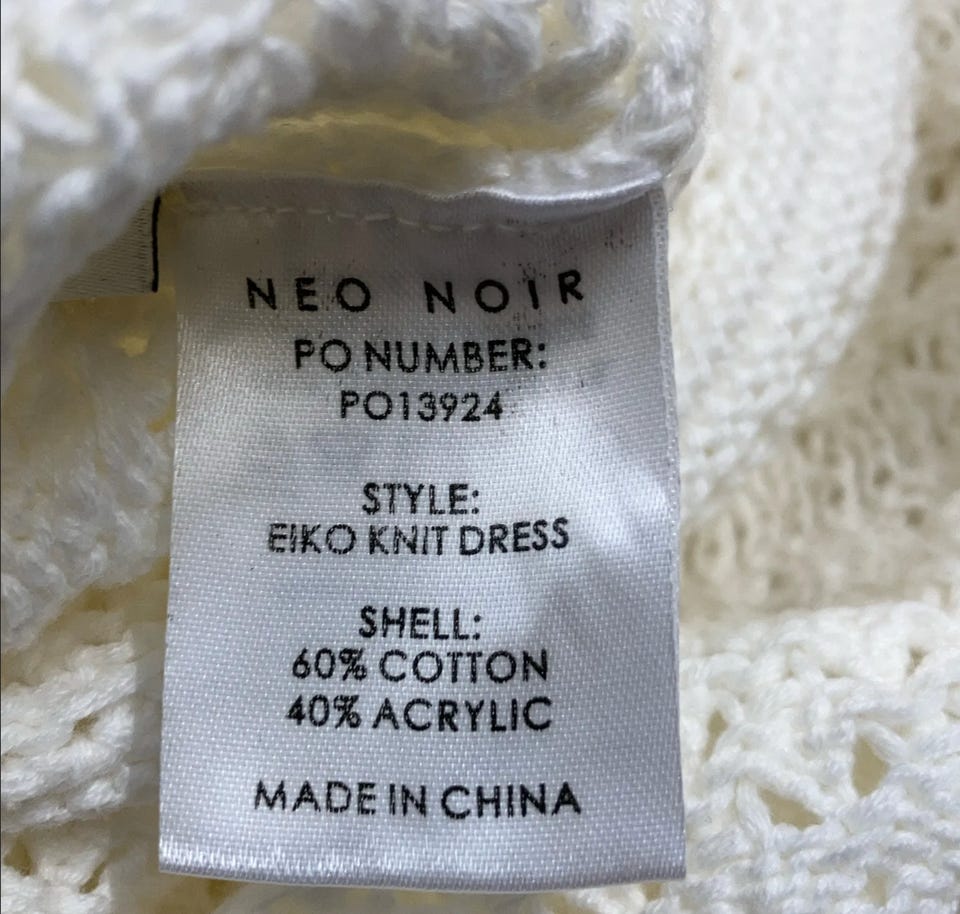 NEO NOIR
PO NUMBER:
PO13924
STYLE:
EIKO KNIT DRESS
SHELL:
60% COTTON
40% ACRYLIC
MADE IN CHINA